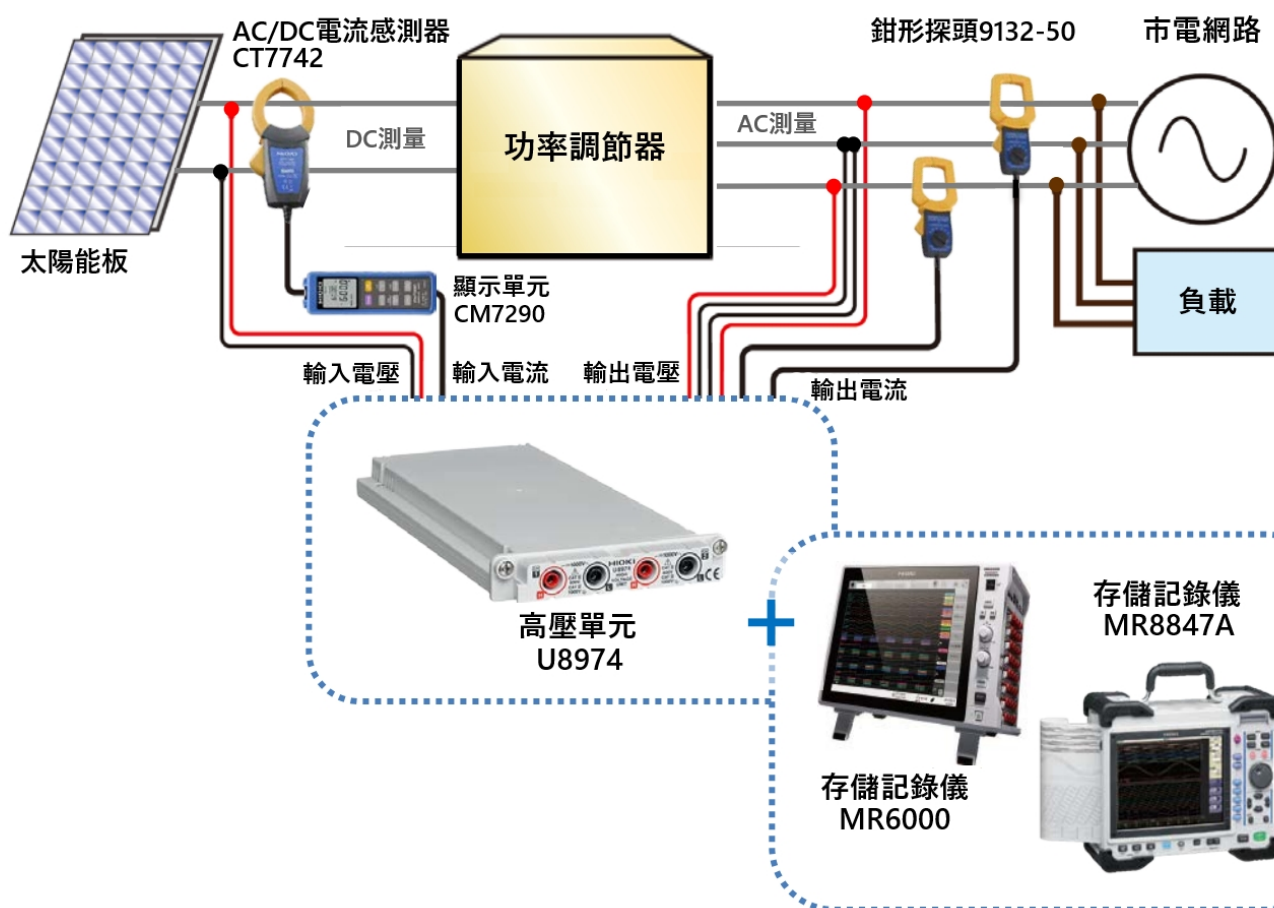 AC/DC電流感測器
CT7742
鉗形探頭9132-50
市電網路
DC測量
功率調節器
AC測量
太陽能板
顯示單元
CM7290
負載
輸入電壓
輸入電流
輸出電壓
輸出電流
HIOKI
U8974
高壓單元
U8974
存儲記錄儀
MR8847A
存儲記錄儀
MR6000